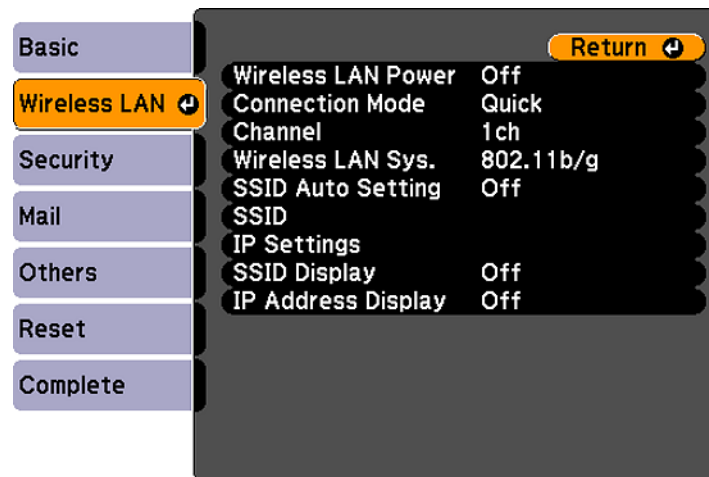 Basic
Wireless LAN
Security
Mail
Others
Reset
Complete
Return
Wireless LAN Power Off
Connection Mode Quick
Channel 1ch
Wireless LAN Sys. 802.11b/g
SSID Auto Setting Off
SSID
IP Settings
SSID Display Off
IP Address Display Off